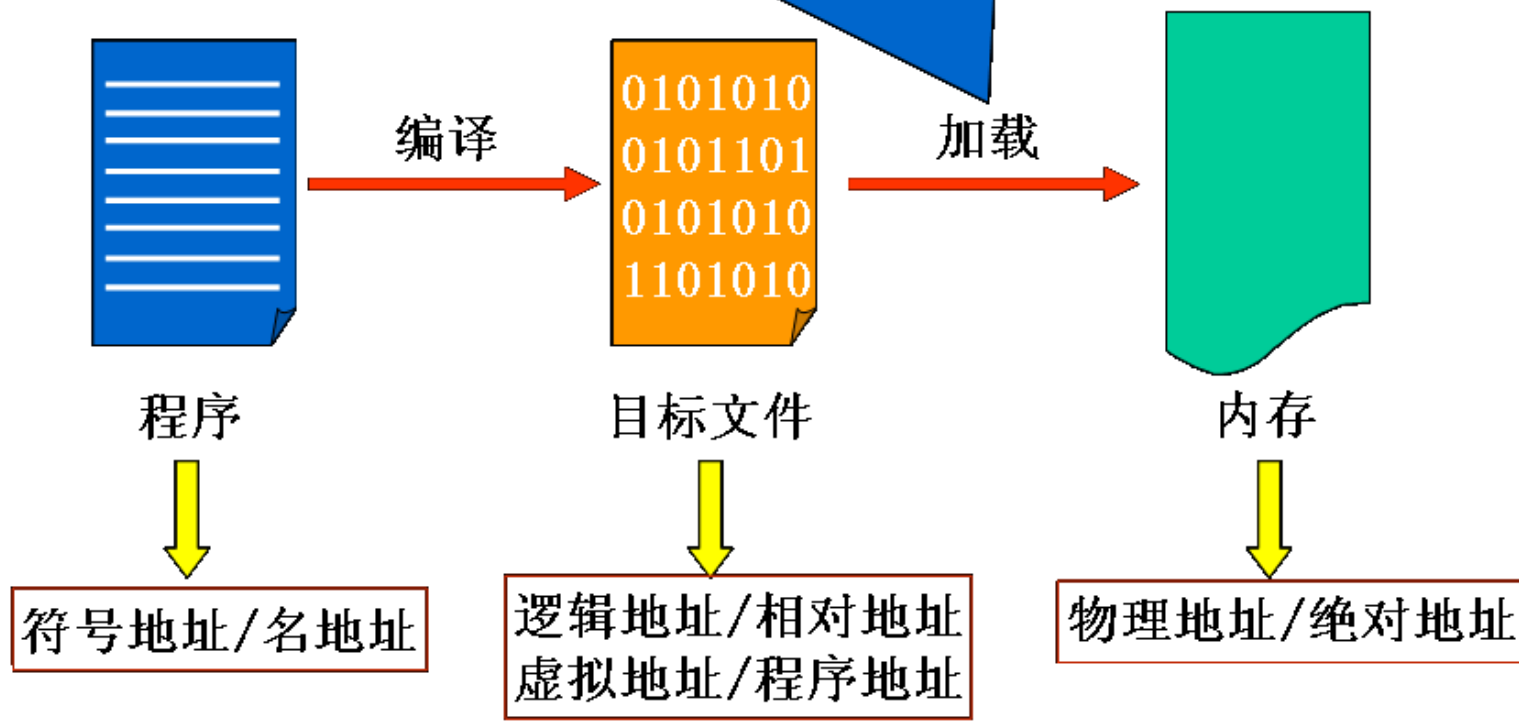 编译
0101010
0101101
0101010
1101010
加载
程序
目标文件
内存
符号地址/名地址
逻辑地址/相对地址
虚拟地址/程序地址
物理地址/绝对地址